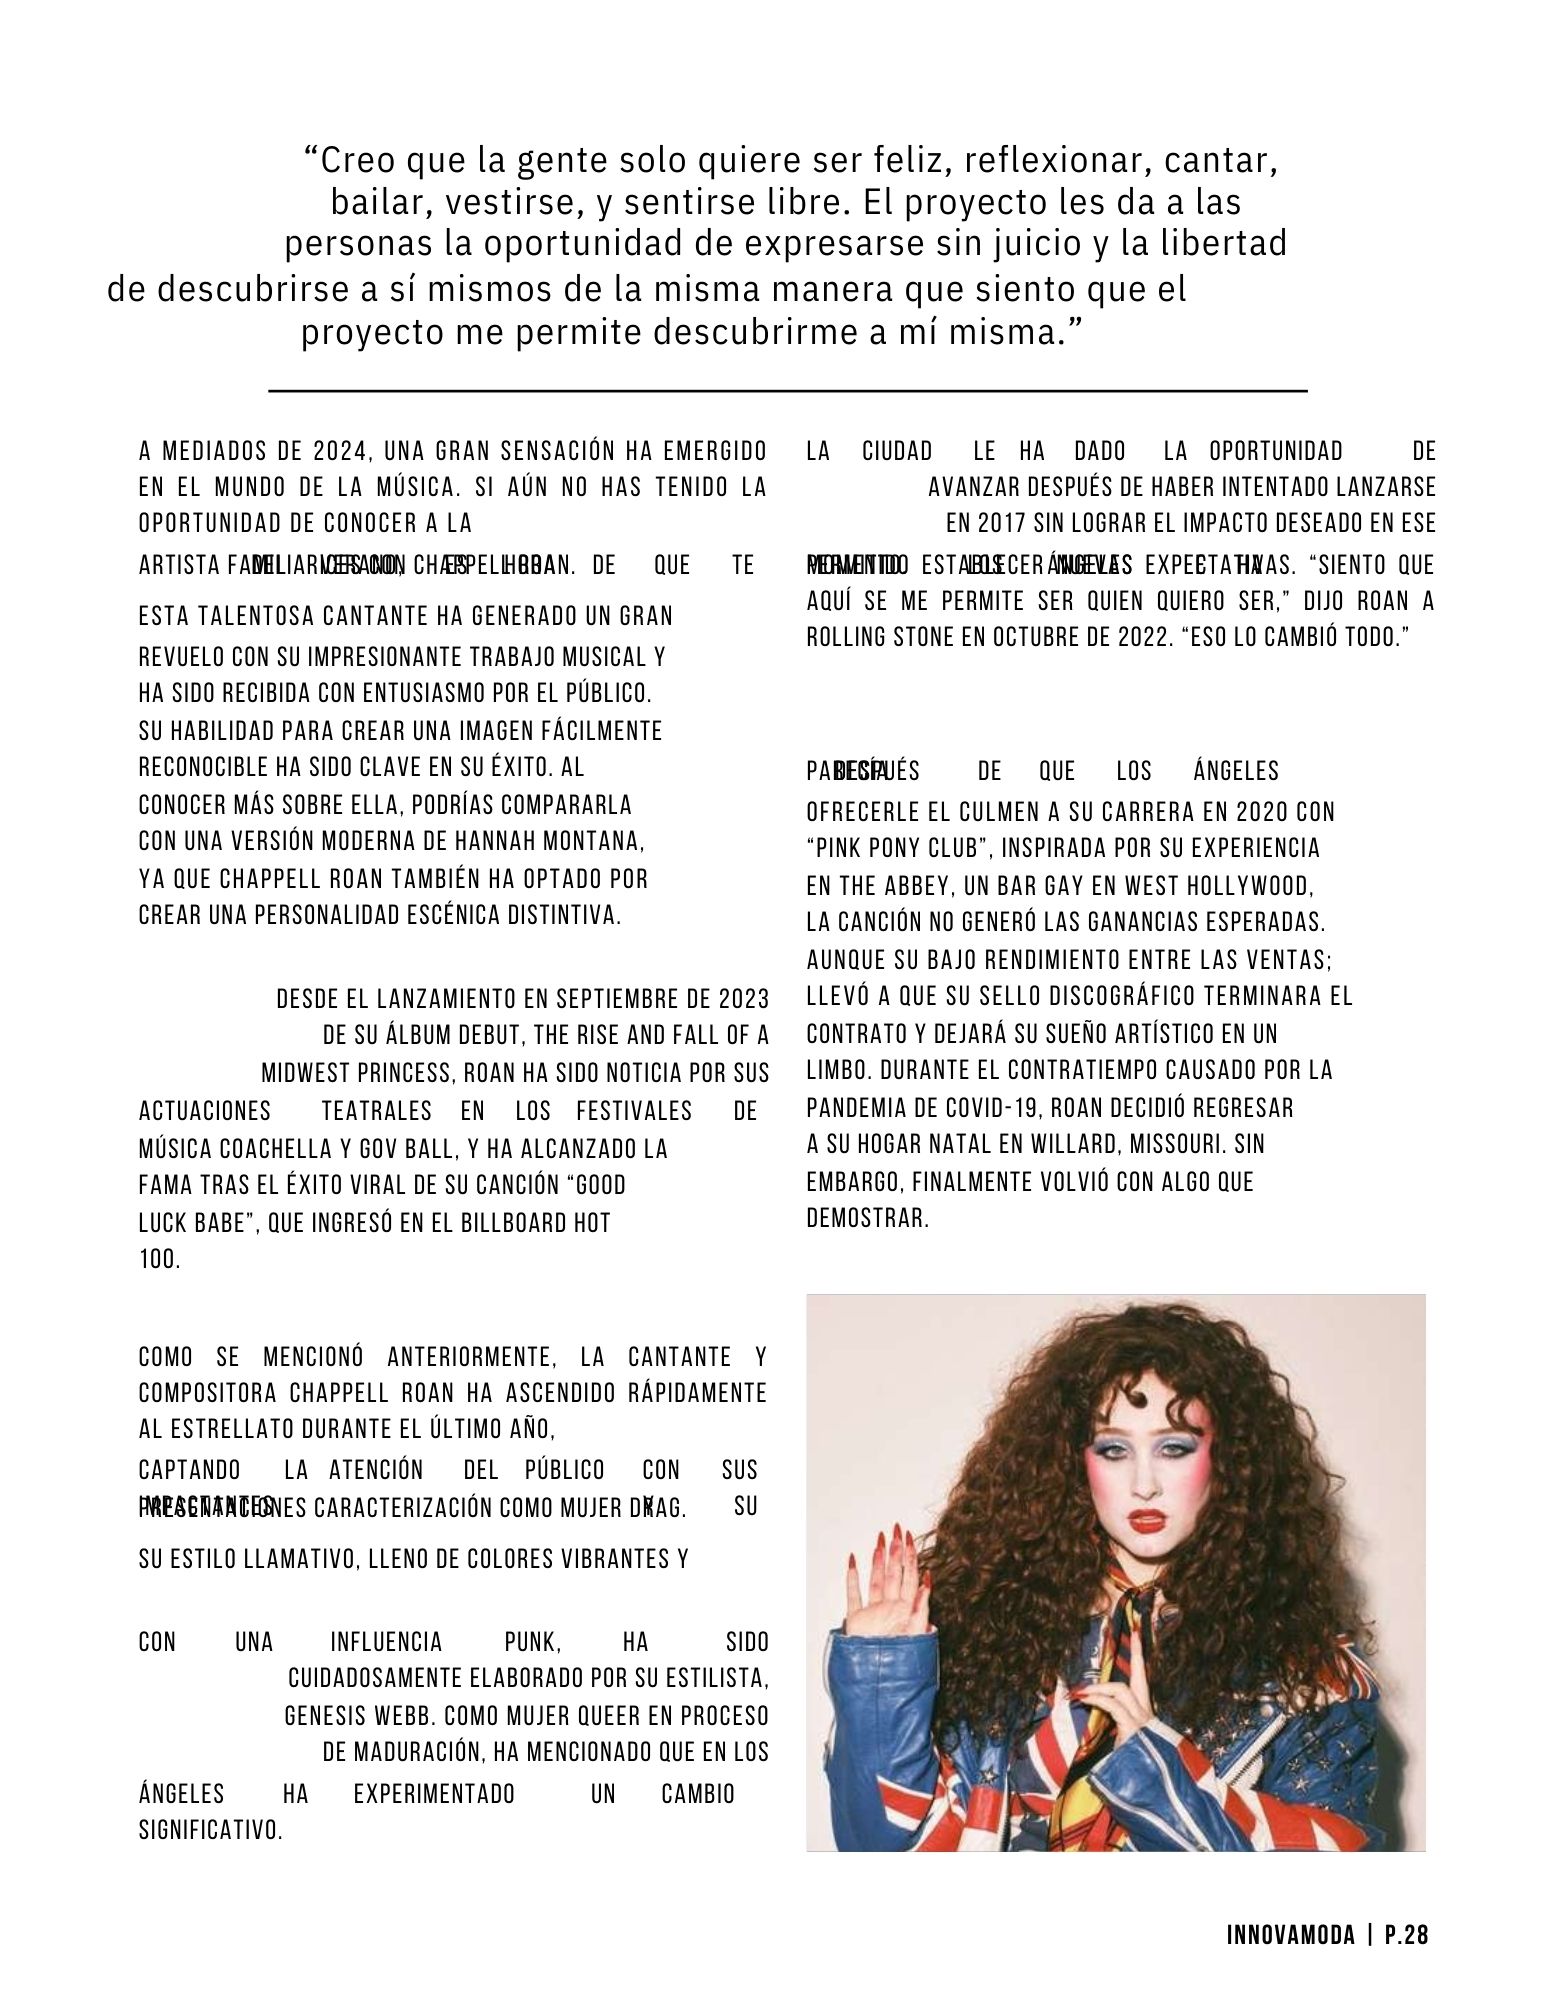 “Creo que la gente solo quiere ser feliz, reflexionar, cantar,
bailar, vestirse, y sentirse libre. El proyecto les da a las
personas la oportunidad de expresarse sin juicio y la libertad
de descubrirse a sí mismos de la misma manera que siento que el
proyecto me permite descubrirme a mí misma.”
A MEDIADOS DE 2024, UNA GRAN SENSACIÓN HA EMERGIDO
EN EL MUNDO DE LA MÚSICA. SI AÚN NO HAS TENIDO LA
OPORTUNIDAD DE CONOCER A LA
ARTISTA DE QUE TE
ESTA TALENTOSA CANTANTE HA GENERADO UN GRAN
REVUELO CON SU IMPRESIONANTE TRABAJO MUSICAL Y
HA SIDO RECIBIDA CON ENTUSIASMO POR EL PÚBLICO.
SU HABILIDAD PARA CREAR UNA IMAGEN FÁCILMENTE
RECONOCIBLE HA SIDO CLAVE EN SU ÉXITO. AL
CONOCER MÁS SOBRE ELLA, PODRÍAS COMPARARLA
CON UNA VERSIÓN MODERNA DE HANNAH MONTANA,
YA QUE CHAPPELL ROAN TAMBIÉN HA OPTADO POR
CREAR UNA PERSONALIDAD ESCÉNICA DISTINTIVA.
DESDE EL LANZAMIENTO EN SEPTIEMBRE DE 2023
DE SU ÁLBUM DEBUT, THE RISE AND FALL OF A
MIDWEST PRINCESS, ROAN HA SIDO NOTICIA POR SUS
ACTUACIONES TEATRALES EN LOS FESTIVALES DE
MÚSICA COACHELLA Y GOV BALL, Y HA ALCANZADO LA
FAMA TRAS EL ÉXITO VIRAL DE SU CANCIÓN “GOOD
LUCK BABE”, QUE INGRESÓ EN EL BILLBOARD HOT
100.
COMO SE MENCIONÓ ANTERIORMENTE, LA CANTANTE Y
COMPOSITORA CHAPPELL ROAN HA ASCENDIDO RÁPIDAMENTE
AL ESTRELLATO DURANTE EL ÚLTIMO AÑO,
CAPTANDO LA ATENCIÓN DEL PÚBLICO CON SUS
IMPACTANTES Y SU
PRESENTACIONES CARACTERIZACIÓN COMO MUJER DRAG.
SU ESTILO LLAMATIVO, LLENO DE COLORES VIBRANTES Y
CON UNA INFLUENCIA PUNK, HA SIDO
CUIDADOSAMENTE ELABORADO POR SU ESTILISTA,
GENESIS WEBB. COMO MUJER QUEER EN PROCESO
DE MADURACIÓN, HA MENCIONADO QUE EN LOS
ÁNGELES HA EXPERIMENTADO UN CAMBIO
SIGNIFICATIVO.
LA CIUDAD LE HA DADO LA OPORTUNIDAD DE
AVANZAR DESPUÉS DE HABER INTENTADO LANZARSE
EN 2017 SIN LOGRAR EL IMPACTO DESEADO EN ESE
ESTABLECER NUEVAS EXPECTATIVAS. “SIENTO QUE
AQUÍ SE ME PERMITE SER QUIEN QUIERO SER,” DIJO ROAN A
ROLLING STONE EN OCTUBRE DE 2022. “ESO LO CAMBIÓ TODO.”
PARECÍA DESPUÉS DE QUE LOS ÁNGELES
OFRECERLE EL CULMEN A SU CARRERA EN 2020 CON
“PINK PONY CLUB”, INSPIRADA POR SU EXPERIENCIA
EN THE ABBEY, UN BAR GAY EN WEST HOLLYWOOD,
LA CANCIÓN NO GENERÓ LAS GANANCIAS ESPERADAS.
AUNQUE SU BAJO RENDIMIENTO ENTRE LAS VENTAS;
LLEVÓ A QUE SU SELLO DISCOGRÁFICO TERMINARA EL
CONTRATO Y DEJARÁ SU SUEÑO ARTÍSTICO EN UN
LIMBO. DURANTE EL CONTRATIEMPO CAUSADO POR LA
PANDEMIA DE COVID-19, ROAN DECIDIÓ REGRESAR
A SU HOGAR NATAL EN WILLARD, MISSOURI. SIN
EMBARGO, FINALMENTE VOLVIÓ CON ALGO QUE
DEMOSTRAR.
INNOVAMODA | P.28